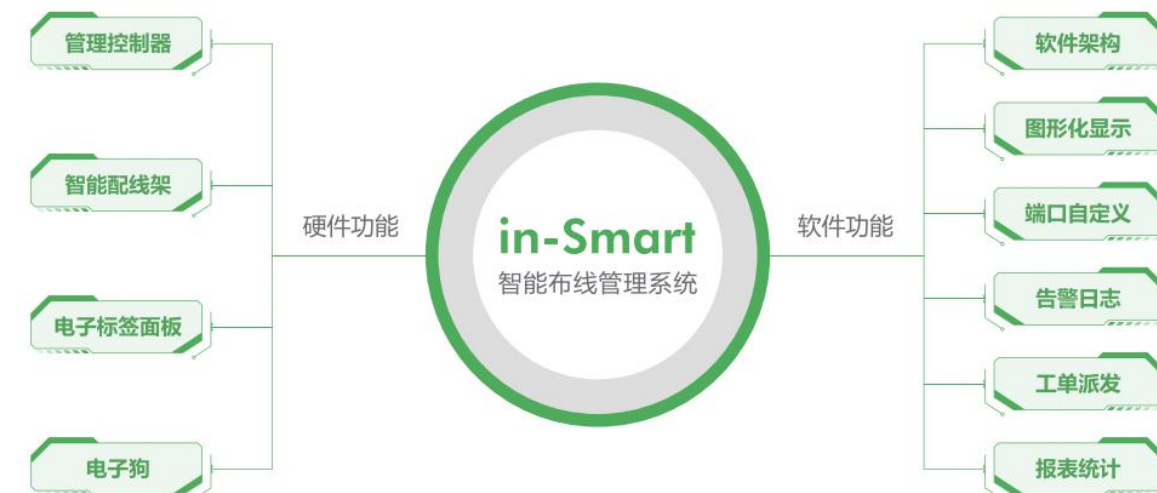 管理控制器
智能配线架
电子标签面板
电子狗
硬件功能
in-Smart
智能布线管理系统
软件功能
软件架构
图形化显示
端口自定义
告警日志
工单派发
报表统计